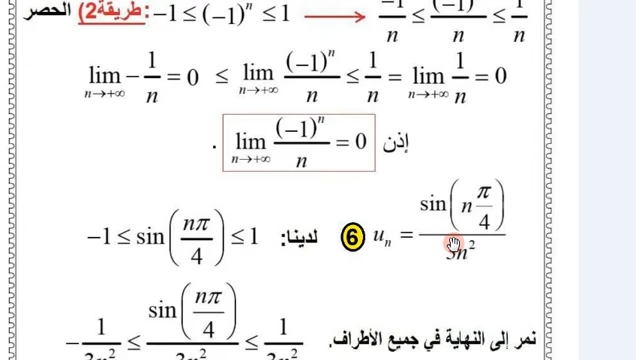 طريقة2): الحصر -1 ≤ (-1)^n ≤ 1 → -1/n ≤ (-1)^n/n ≤ 1/n
lim_{n→+∞} -1/n = 0 ≤ lim_{n→+∞} (-1)^n/n ≤ 1/n = lim_{n→+∞} 1/n = 0
إذن lim_{n→+∞} (-1)^n/n = 0 .
6 u_n = sin(n π/4)/3n² لدينا: -1 ≤ sin(nπ/4) ≤ 1
-1/3n² ≤ sin(nπ/4)/3n² ≤ 1/3n² نمر إلى النهاية في جميع الأطراف.